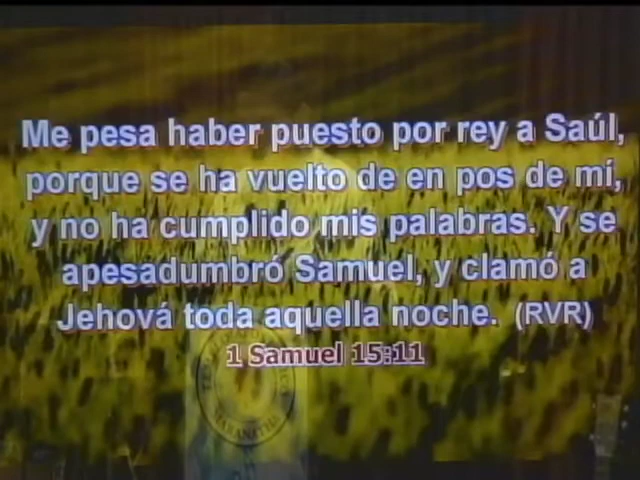 Me pesa haber puesto por rey a Saúl,
porque se ha vuelto de en pos de mí,
y no ha cumplido mis palabras. Y se
apesadumbró Samuel, y clamó a
Jehová toda aquella noche. (RVR)
1 Samuel 15:11
MARANATHA